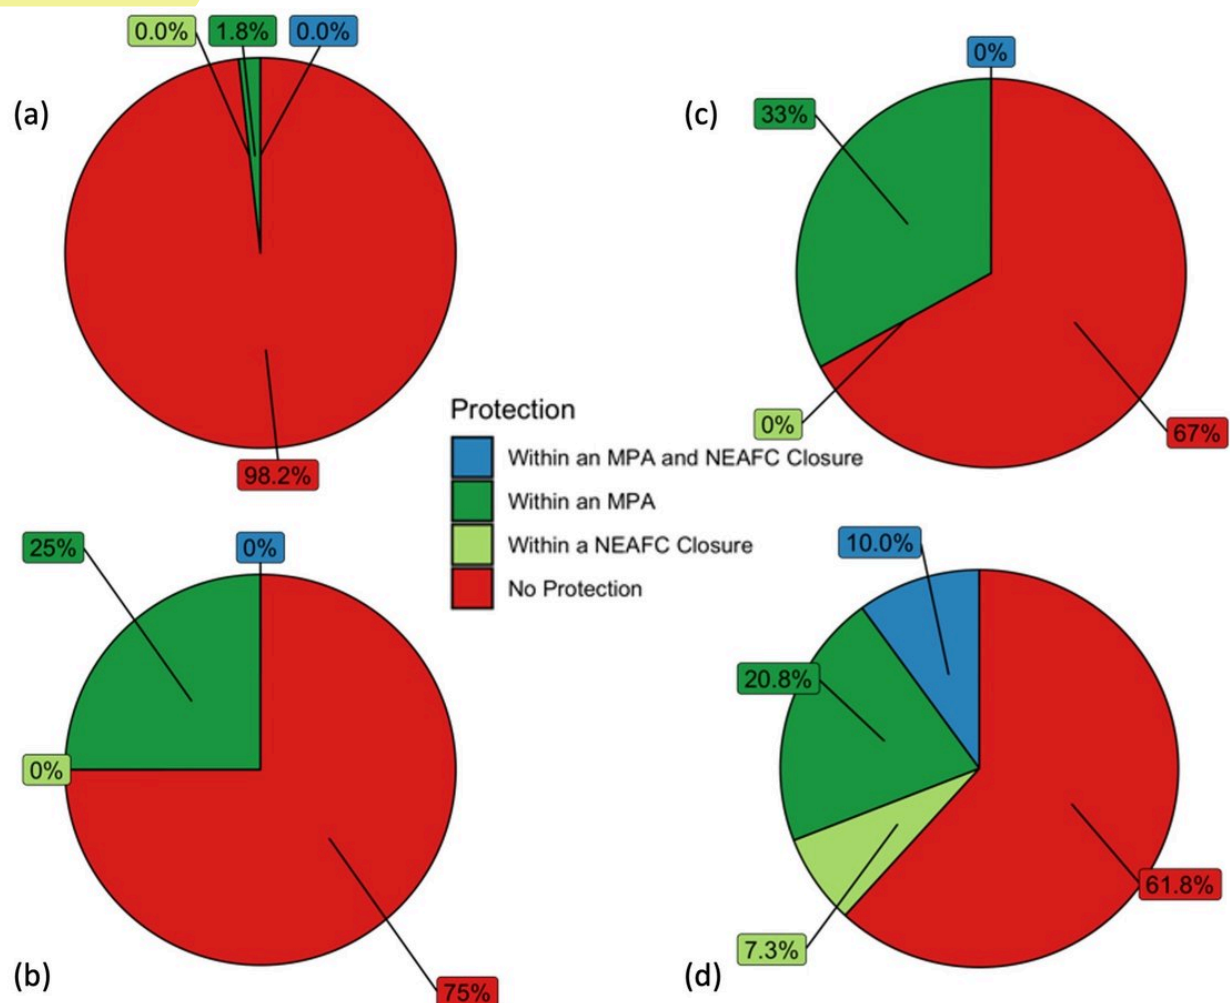 0.0%
1.8%
0.0%
(a)
98.2%
0%
33%
(c)
0%
67%
Protection
Within an MPA and NEAFC Closure
Within an MPA
Within a NEAFC Closure
No Protection
25%
0%
0%
75%
(b)
10.0%
20.8%
61.8%
7.3%
(d)